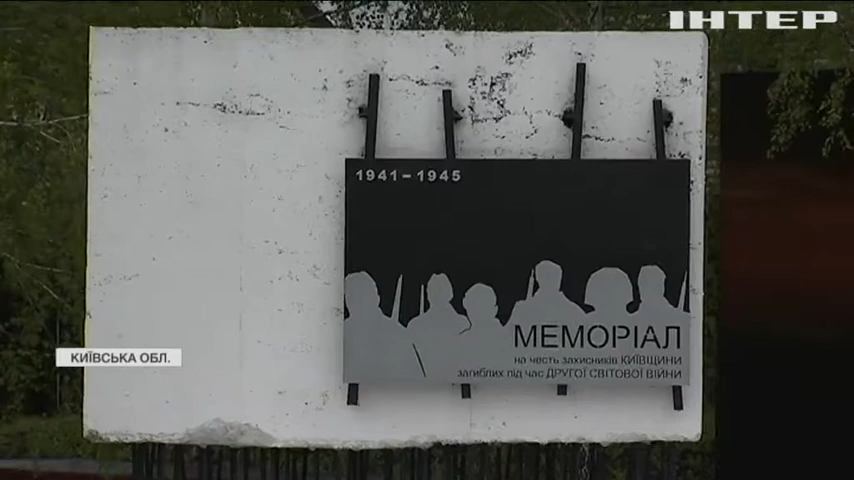 ІНТЕР
1941–1945
МЕМОРІАЛ
на честь захисників КИЇВЩИНИ
загиблих під час ДРУГОЇ СВІТОВОЇ ВІЙНИ
КИЇВСЬКА ОБЛ.